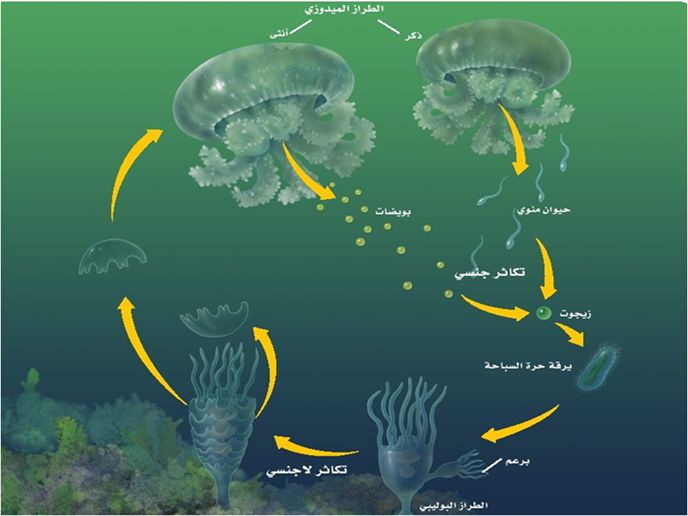 الطراز الميدوزي
ذكر
أنثى
حيوان منوي
بويضات
تكاثر جنسي
زيجوت
يرقة حرة السباحة
برعم
تكاثر لاجنسي
الطراز البوليبي